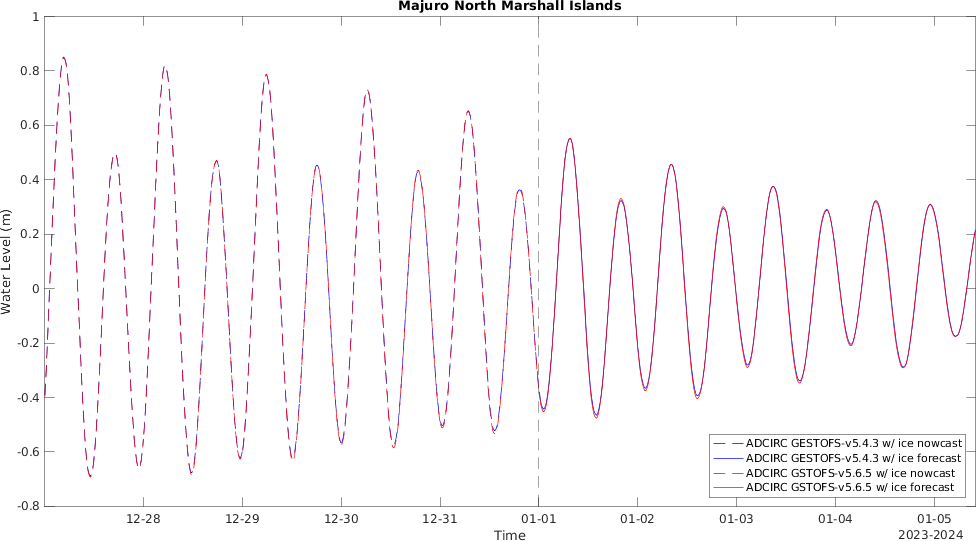 Majuro North Marshall Islands
1
0.8
0.6
0.4
0.2
0
-0.2
-0.4
-0.6
-0.8
Water Level (m)
ADCIRC GESTOFS-v5.4.3 w/ ice nowcast
ADCIRC GESTOFS-v5.4.3 w/ ice forecast
ADCIRC GSTOFS-v5.6.5 w/ ice nowcast
ADCIRC GSTOFS-v5.6.5 w/ ice forecast
12-28 12-29 12-30 12-31 01-01 01-02 01-03 01-04 01-05
Time
2023-2024